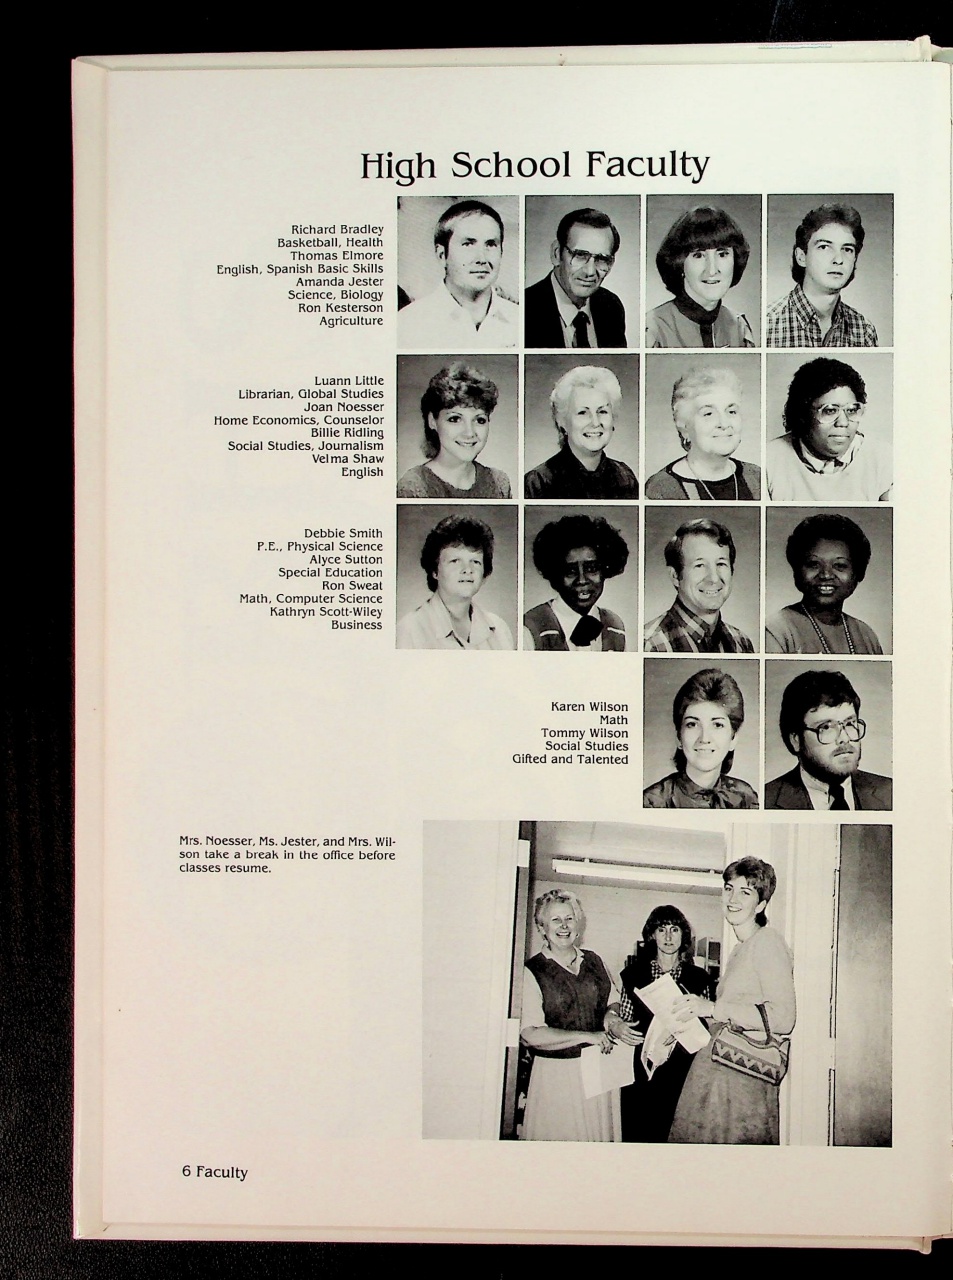 High School Faculty
Richard Bradley
Basketball, Health
Thomas Elmore
English, Spanish Basic Skills
Amanda Jester
Science, Biology
Ron Kesterson
Agriculture
Luann Little
Librarian, Global Studies
Joan Noesser
Home Economics, Counselor
Billie Ridling
Social Studies, Journalism
Velma Shaw
English
Debbie Smith
P.E., Physical Science
Alyce Sutton
Special Education
Ron Sweat
Math, Computer Science
Kathryn Scott-Wiley
Business
Karen Wilson
Math
Tommy Wilson
Social Studies
Gifted and Talented
Mrs. Noesser, Ms. Jester, and Mrs. Wil-
son take a break in the office before
classes resume.
6 Faculty